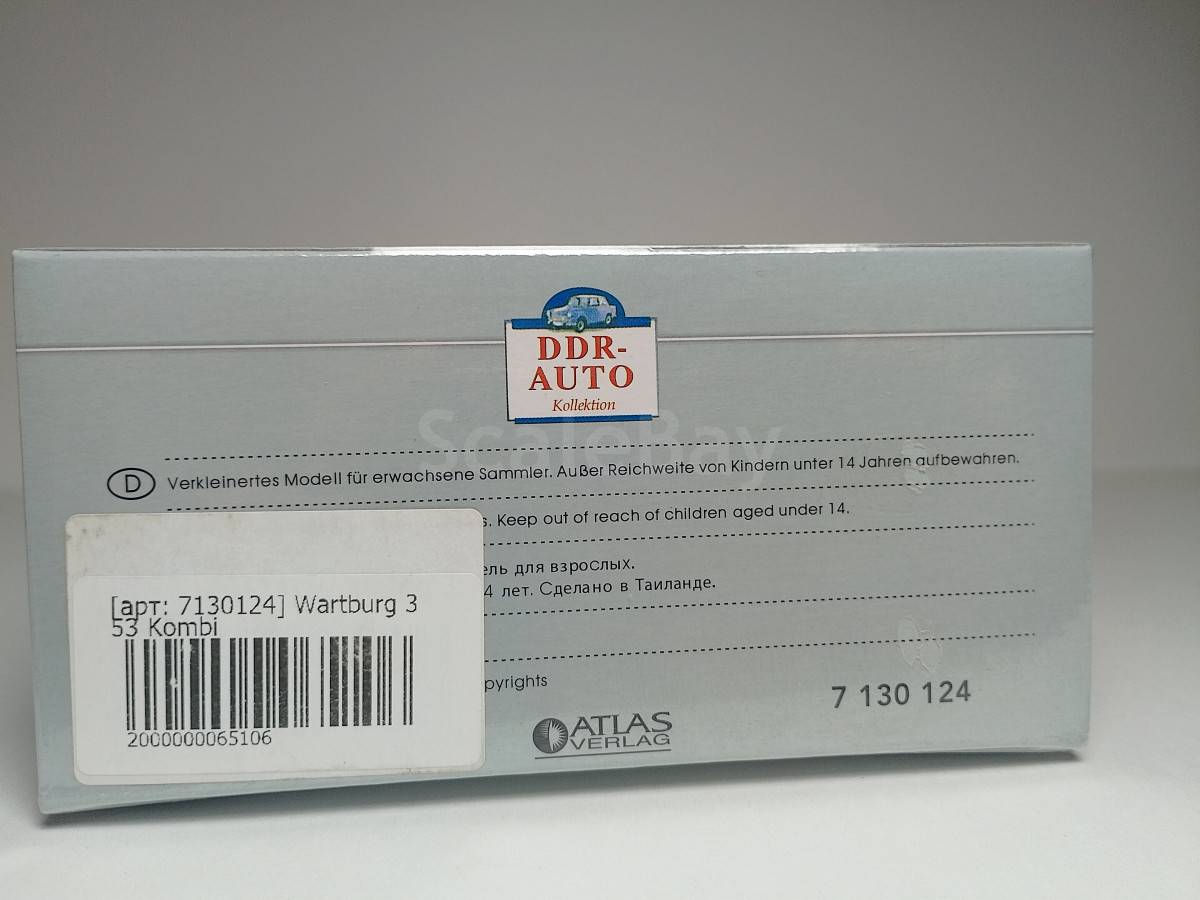 DDR-
AUTO
Kollektion
ScaleBay
D Verkleinertes Modell für erwachsene Sammler. Außer Reichweite von Kindern unter 14 Jahren aufbewahren.
s. Keep out of reach of children aged under 14.
ель для взрослых.
4 лет. Сделано в Таиланде.
[арт: 7130124] Wartburg 3
53 Kombi
2000000065106
pyrights
7 130 124
ATLAS
VERLAG